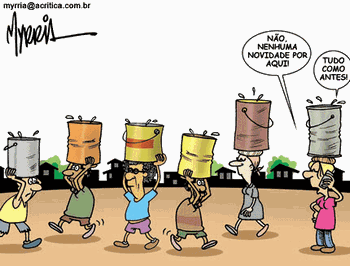 myrria@acritica.com.br
Myrria
NÃO,
NENHUMA
NOVIDADE POR
AQUI!
TUDO
COMO
ANTES!